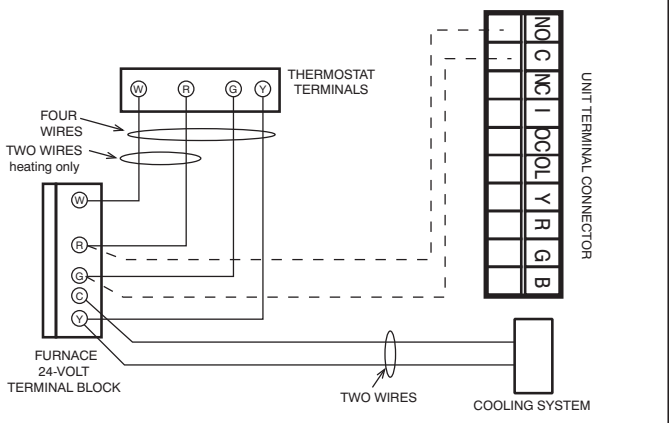 THERMOSTAT
TERMINALS
W
R
G
Y
FOUR
WIRES
TWO WIRES
heating only
W
R
G
C
Y
FURNACE
24-VOLT
TERMINAL BLOCK
TWO WIRES
COOLING SYSTEM
NO
C
NC
I
OC
OL
Y
R
G
B
UNIT TERMINAL CONNECTOR